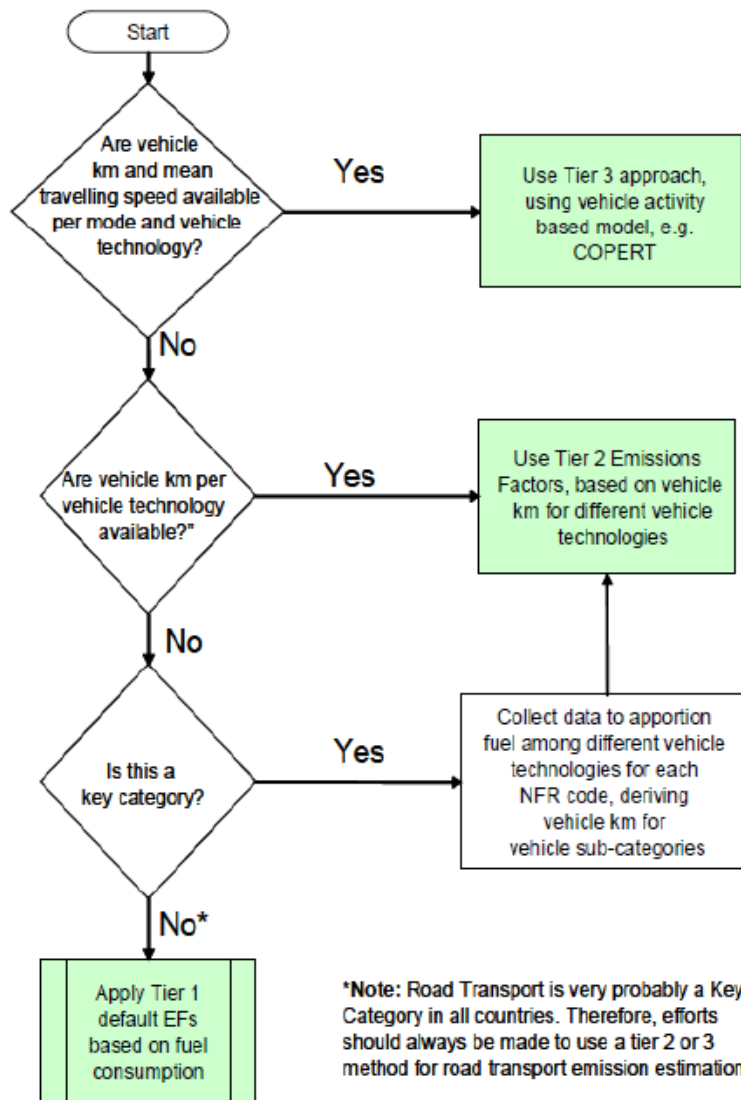 Start
Are vehicle
km and mean
travelling speed available
per mode and vehicle
technology?
Yes
Use Tier 3 approach,
using vehicle activity
based model, e.g.
COPERT
No
Are vehicle km per
vehicle technology
available?"
Yes
Use Tier 2 Emissions
Factors, based on vehicle
km for different vehicle
technologies
No
Is this a
key category?
Yes
Collect data to apportion
fuel among different vehicle
technologies for each
NFR code, deriving
vehicle km for
vehicle sub-categories
No*
Apply Tier 1
default EFs
based on fuel
consumption
*Note: Road Transport is very probably a Key
Category in all countries. Therefore, efforts
should always be made to use a tier 2 or 3
method for road transport emission estimation